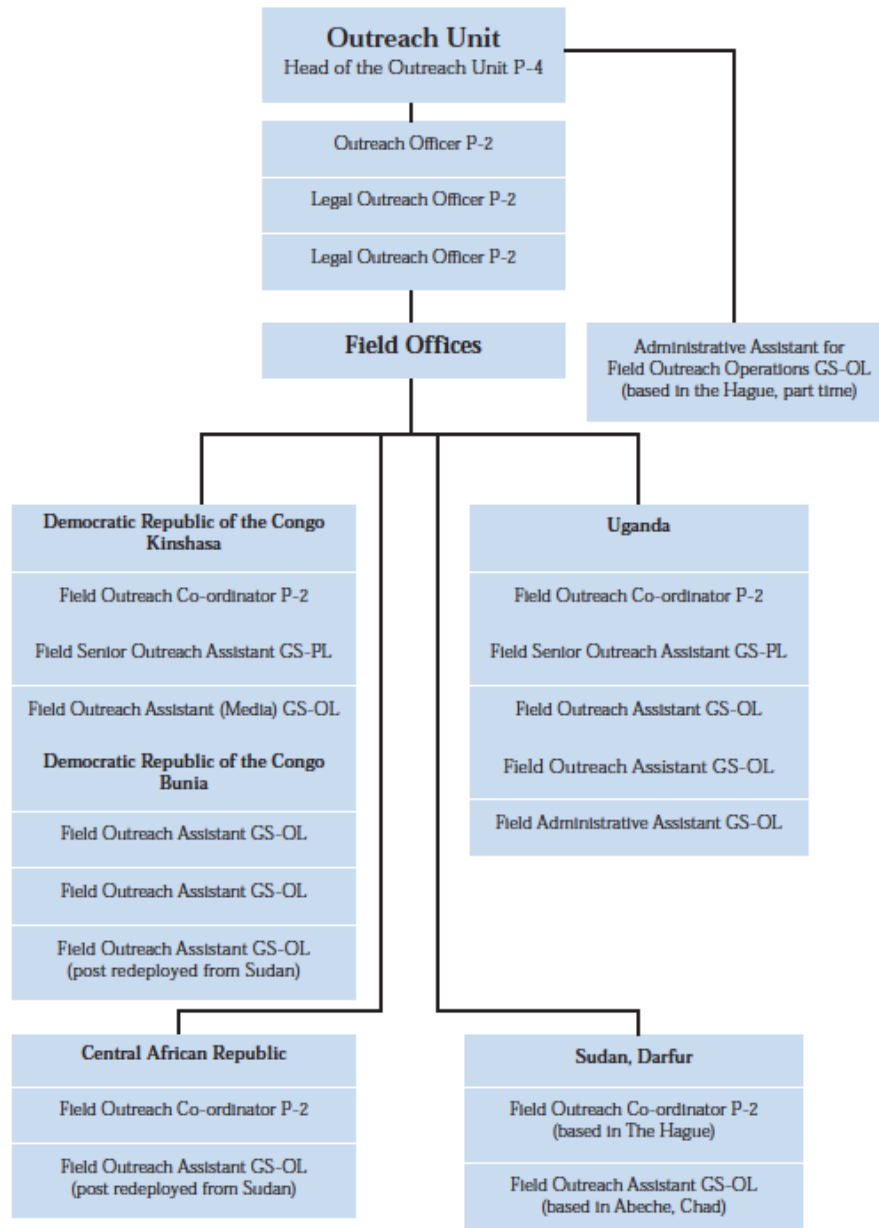 Outreach Unit
Head of the Outreach Unit P-4
Outreach Officer P-2
Legal Outreach Officer P-2
Legal Outreach Officer P-2
Field Offices
Administrative Assistant for
Field Outreach Operations GS-OL
(based in the Hague, part time)
Democratic Republic of the Congo
Kinshasa
Field Outreach Co-ordinator P-2
Field Senior Outreach Assistant GS-PL
Field Outreach Assistant (Media) GS-OL
Democratic Republic of the Congo
Bunia
Field Outreach Assistant GS-OL
Field Outreach Assistant GS-OL
Field Outreach Assistant GS-OL
(post redeployed from Sudan)
Uganda
Field Outreach Co-ordinator P-2
Field Senior Outreach Assistant GS-PL
Field Outreach Assistant GS-OL
Field Outreach Assistant GS-OL
Field Administrative Assistant GS-OL
Central African Republic
Field Outreach Co-ordinator P-2
Field Outreach Assistant GS-OL
(post redeployed from Sudan)
Sudan, Darfur
Field Outreach Co-ordinator P-2
(based in The Hague)
Field Outreach Assistant GS-OL
(based in Abeche, Chad)